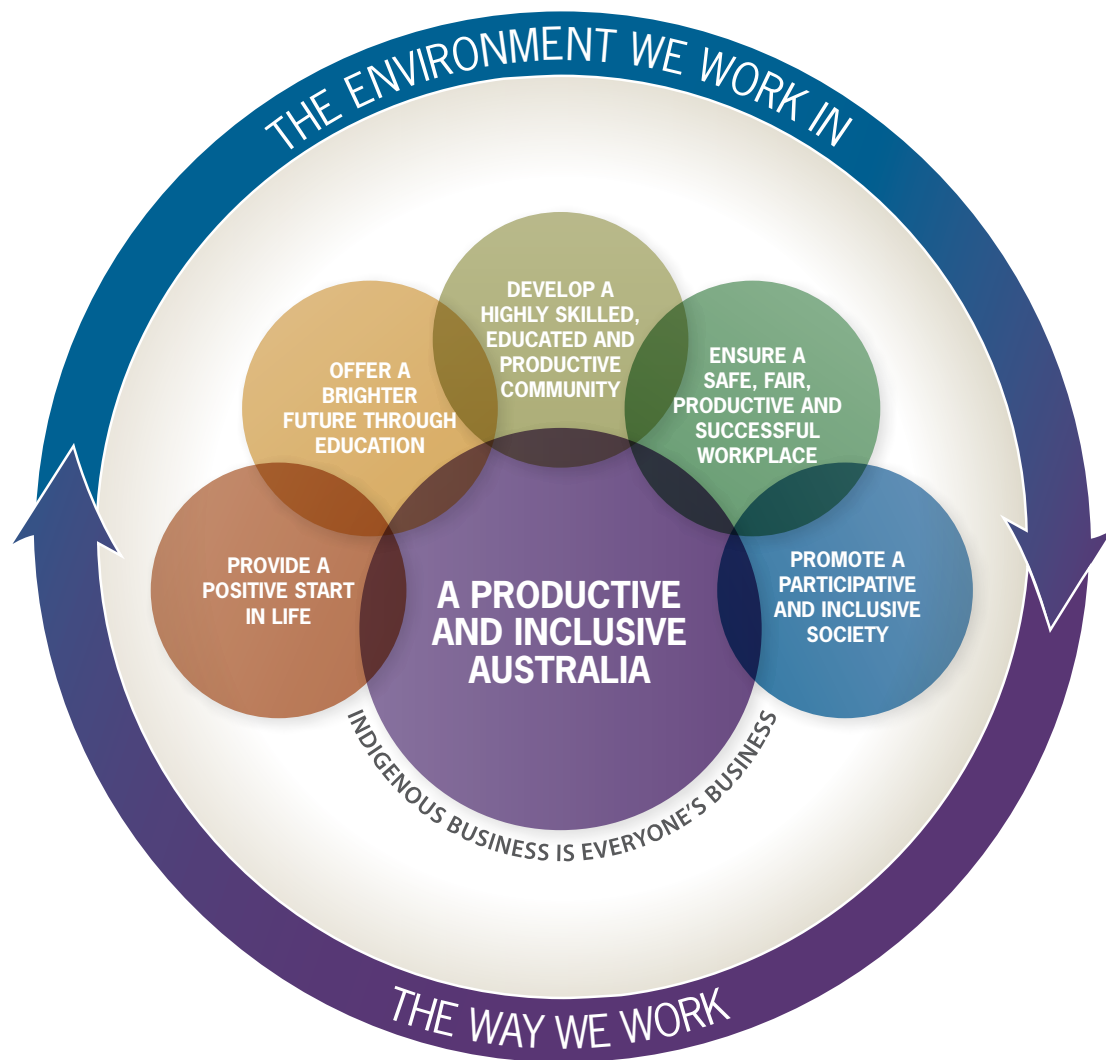 THE ENVIRONMENT WE WORK IN
DEVELOP A
HIGHLY SKILLED,
EDUCATED AND
PRODUCTIVE
COMMUNITY
OFFER A
BRIGHTER
FUTURE THROUGH
EDUCATION
ENSURE A
SAFE, FAIR,
PRODUCTIVE AND
SUCCESSFUL
WORKPLACE
PROVIDE A
POSITIVE START
IN LIFE
A PRODUCTIVE
AND INCLUSIVE
AUSTRALIA
PROMOTE A
PARTICIPATIVE
AND INCLUSIVE
SOCIETY
INDIGENOUS BUSINESS IS EVERYONE'S BUSINESS
THE WAY WE WORK